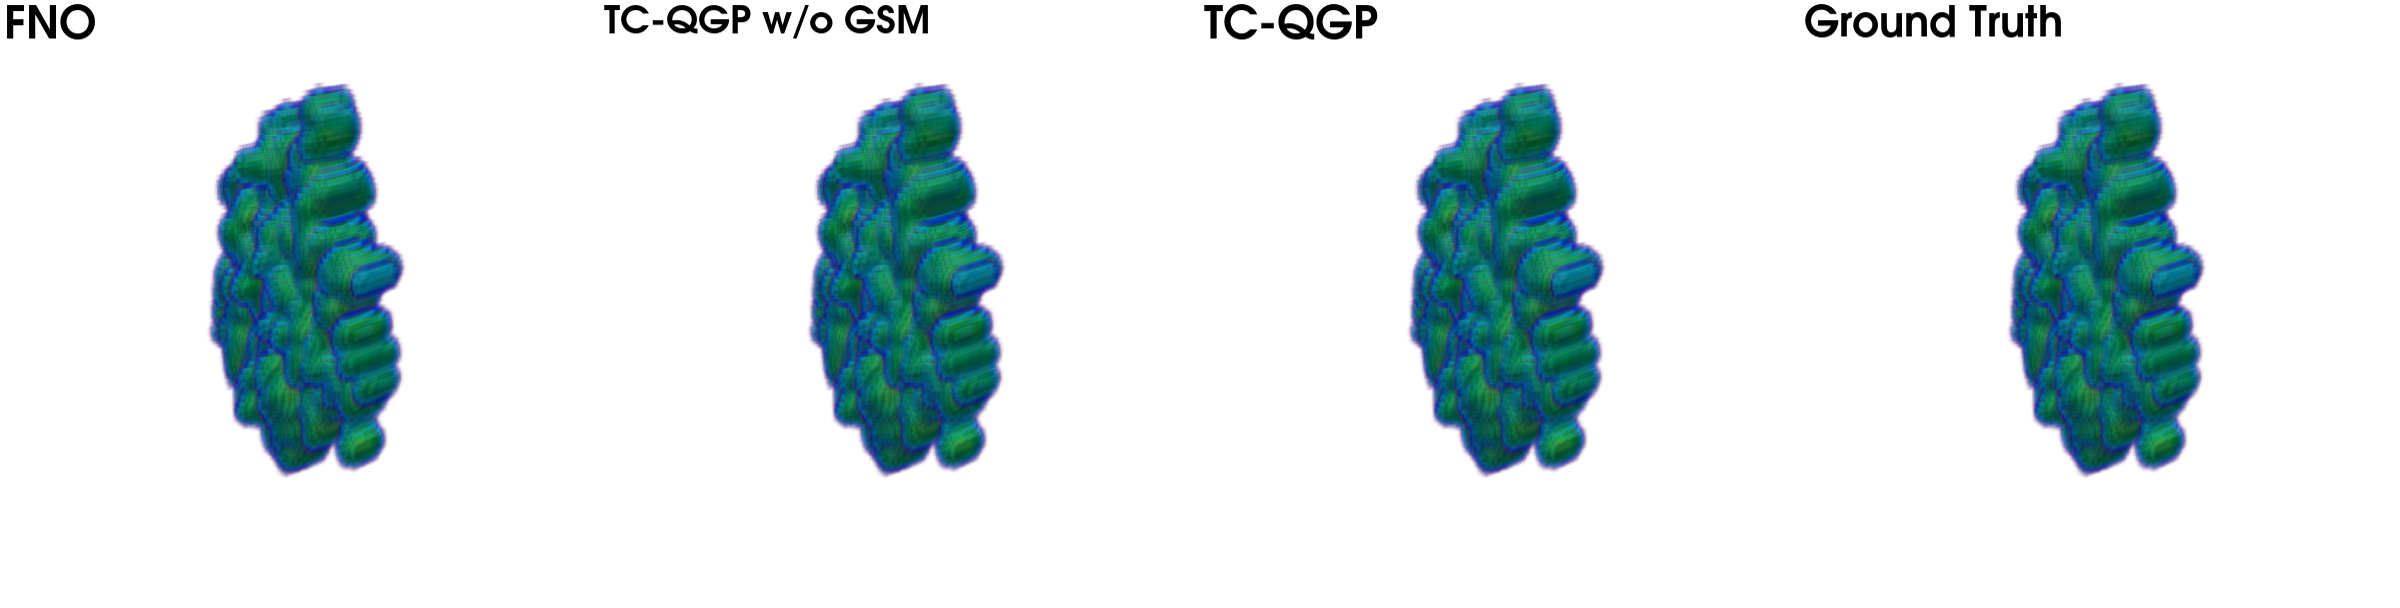 FNO
TC-QGP w/o GSM
TC-QGP
Ground Truth